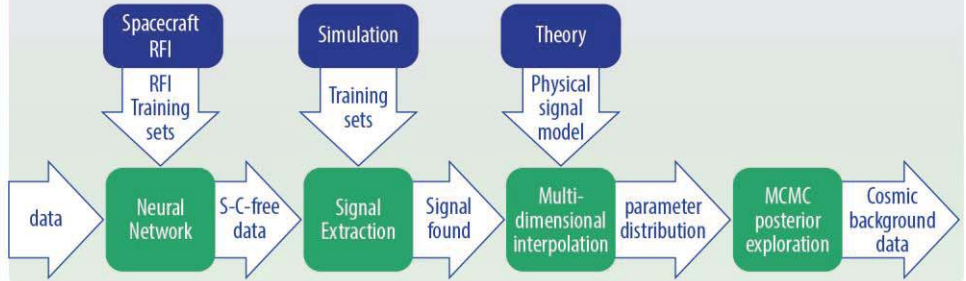 Spacecraft
RFI
Simulation
Theory
RFI
Training
sets
Training
sets
Physical
signal
model
data
Neural
Network
S-C-free
data
Signal
Extraction
Signal
found
Multi-
dimensional
interpolation
parameter
distribution
MCMC
posterior
exploration
Cosmic
background
data